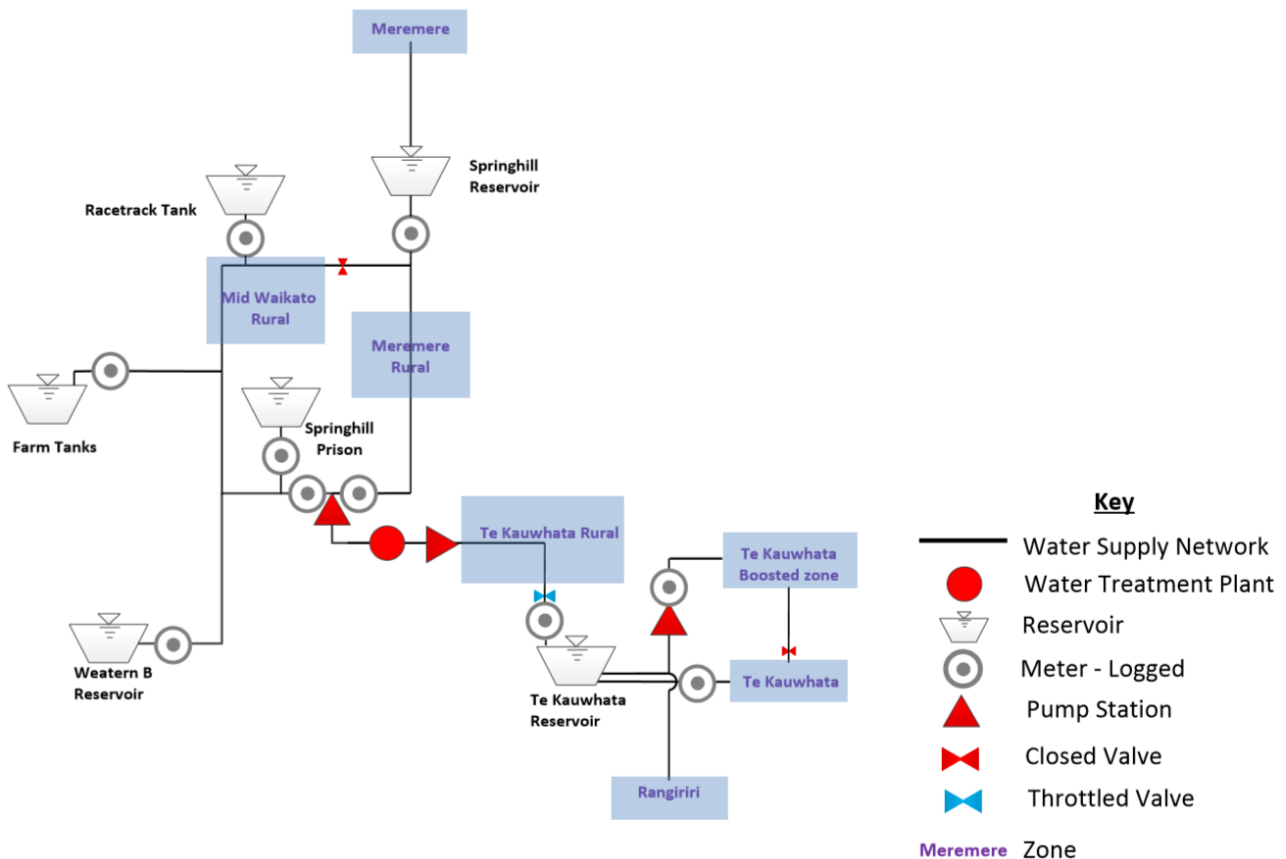 Meremere
Springhill
Reservoir
Racetrack Tank
Mid Waikato
Rural
Meremere
Rural
Farm Tanks
Springhill
Prison
Te Kauwhata Rural
Te Kauwhata
Boosted zone
Weatern B
Reservoir
Te Kauwhata
Reservoir
Te Kauwhata
Rangiriri
Key
Water Supply Network
Water Treatment Plant
Reservoir
Meter - Logged
Pump Station
Closed Valve
Throttled Valve
Meremere Zone